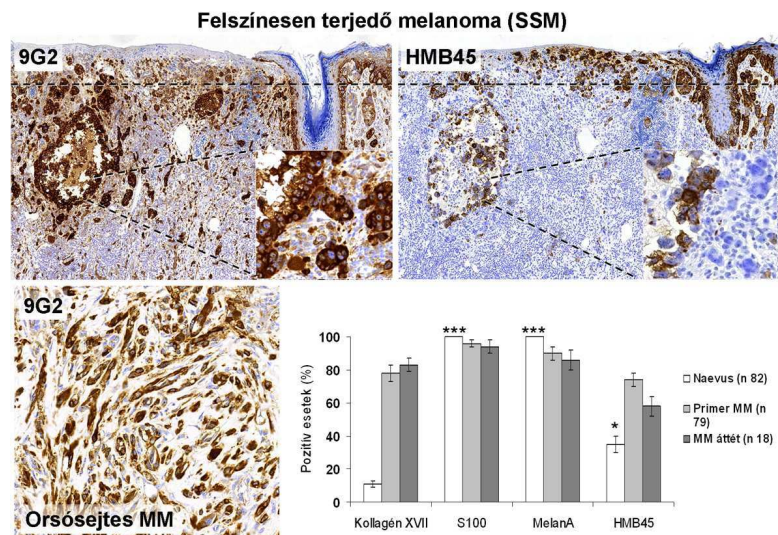 Felszínesen terjedő melanoma (SSM)
9G2
HMB45
9G2
Orsósejtes MM
Pozitív esetek (%)
100
80
60
40
20
0
***
***
*
Kollagén XVII
S100
MelanA
HMB45
Naevus (n 82)
Primer MM (n
79)
MM áttét (n 18)